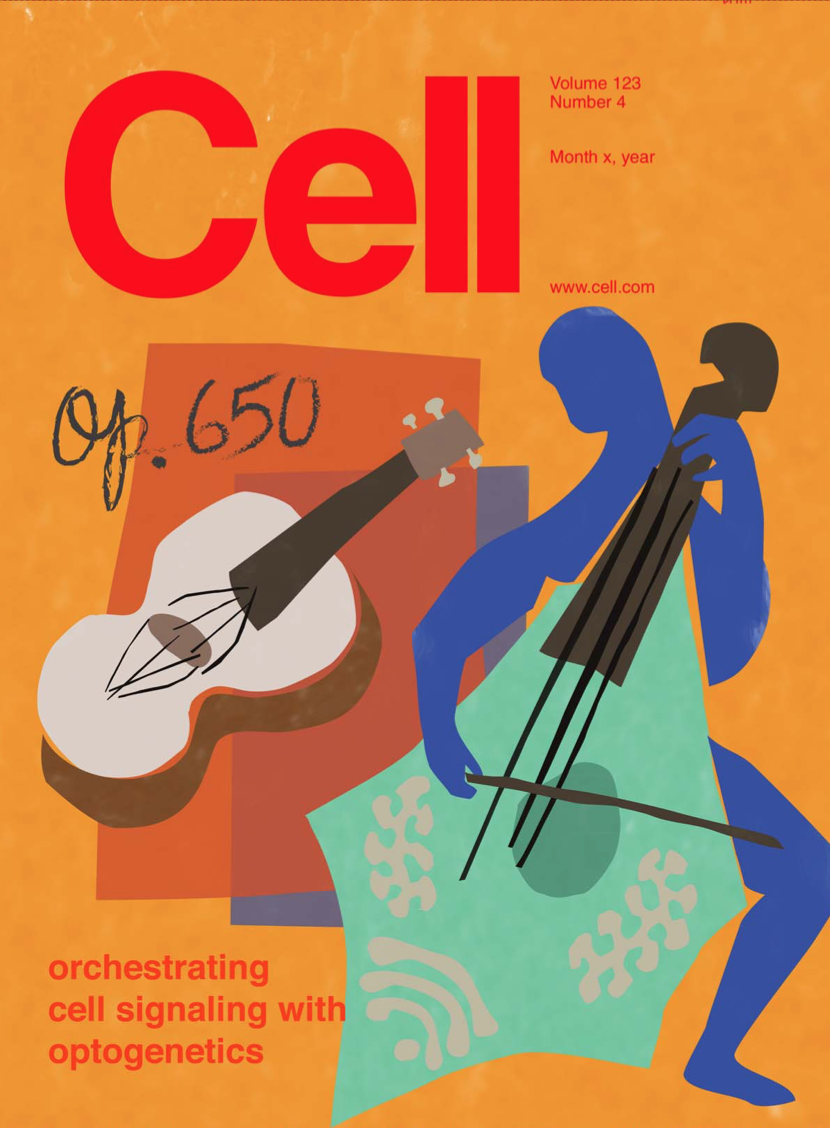 Cell
Volume 123
Number 4
Month x, year
www.cell.com
Op. 650
orchestrating
cell signaling with
optogenetics